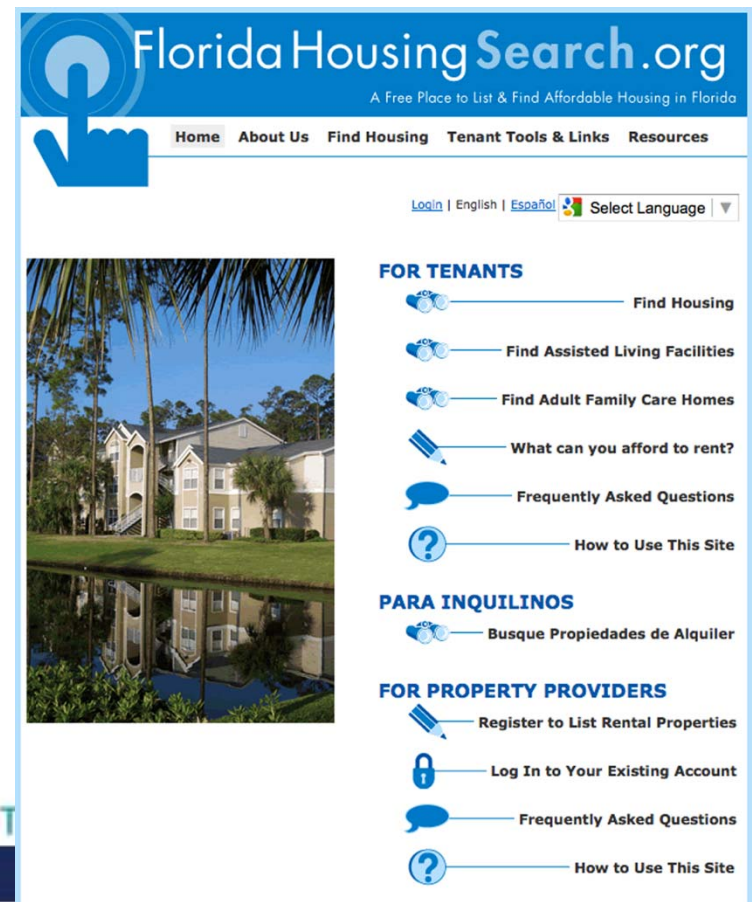 FloridaHousingSearch.org
A Free Place to List & Find Affordable Housing in Florida
Home About Us Find Housing Tenant Tools & Links Resources
Login | English | Español Select Language ▼
FOR TENANTS
Find Housing
Find Assisted Living Facilities
Find Adult Family Care Homes
What can you afford to rent?
Frequently Asked Questions
How to Use This Site
PARA INQUILINOS
Busque Propiedades de Alquiler
FOR PROPERTY PROVIDERS
Register to List Rental Properties
Log In to Your Existing Account
Frequently Asked Questions
How to Use This Site
T